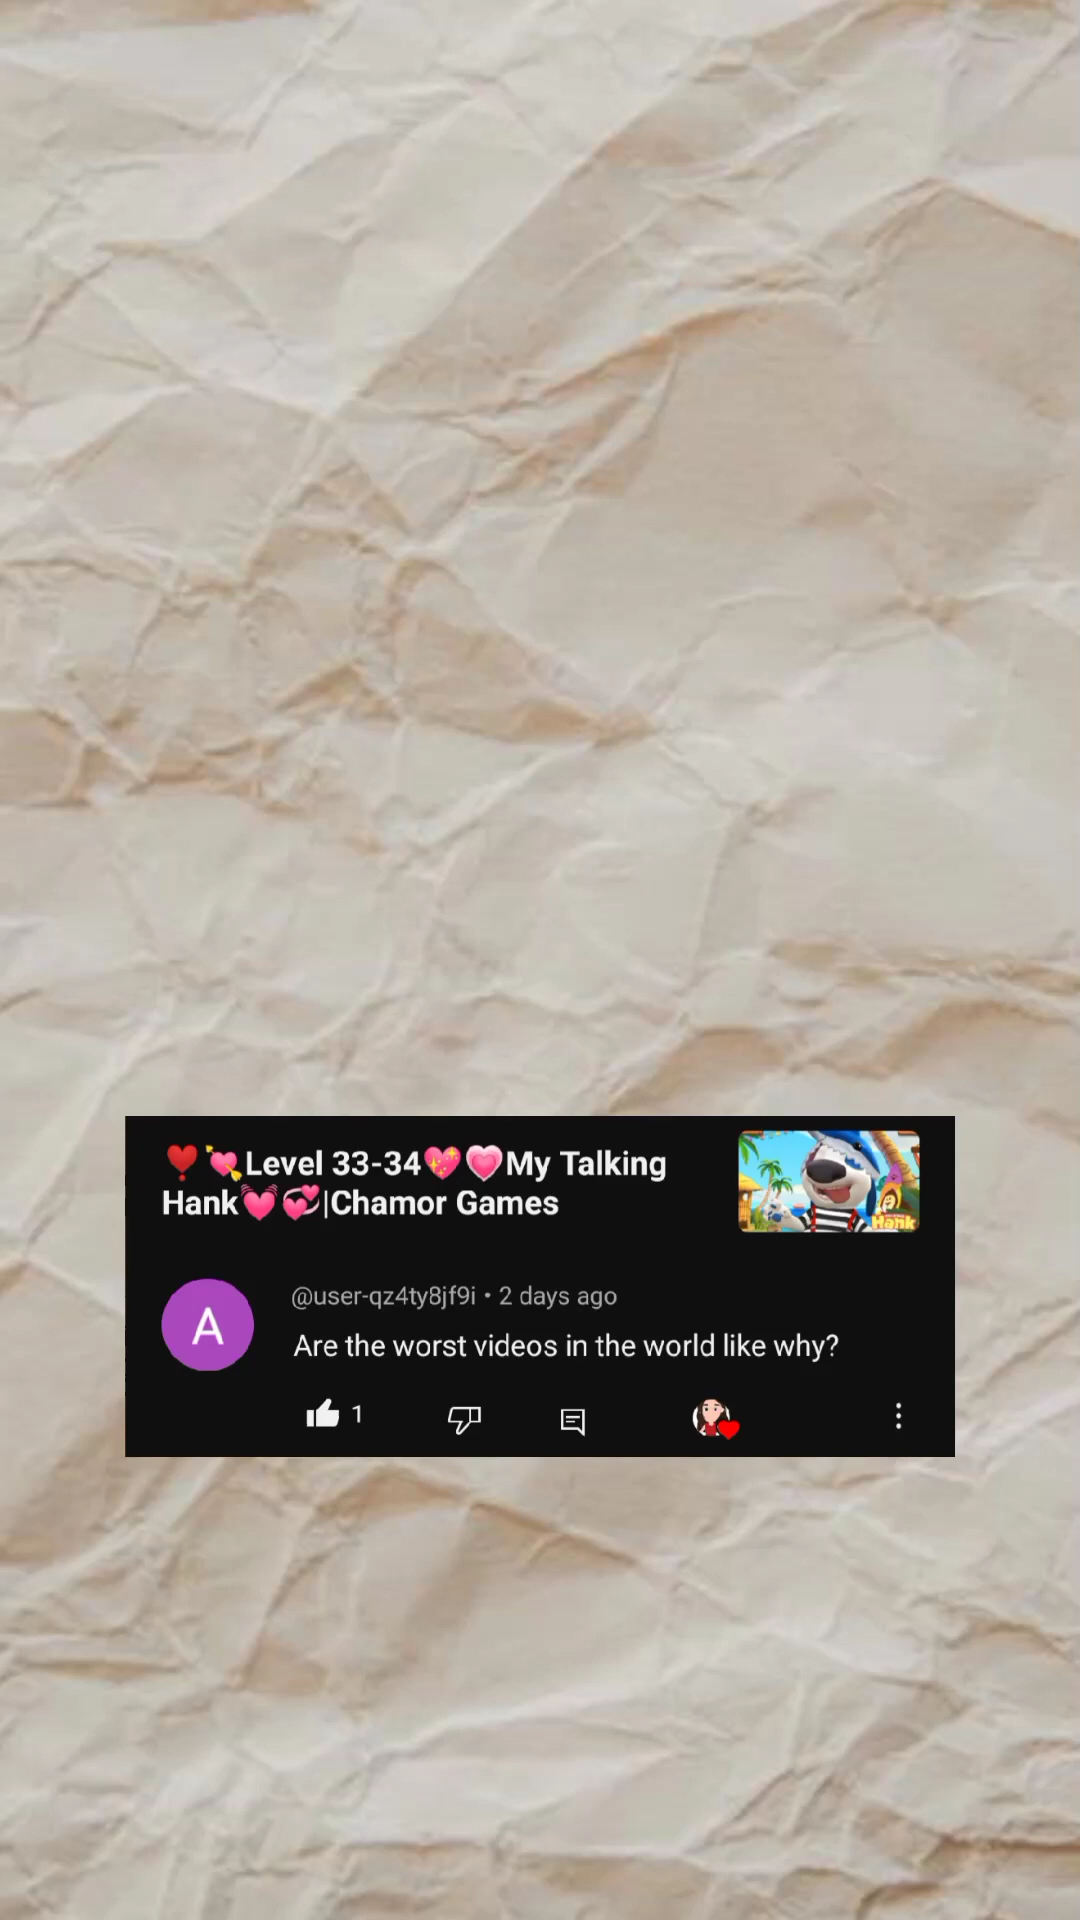 ❣️💘Level 33-34💖💗My Talking
Hank💓💞|Chamor Games
Hank
A
@user-qz4ty8jf9i • 2 days ago
Are the worst videos in the world like why?
1